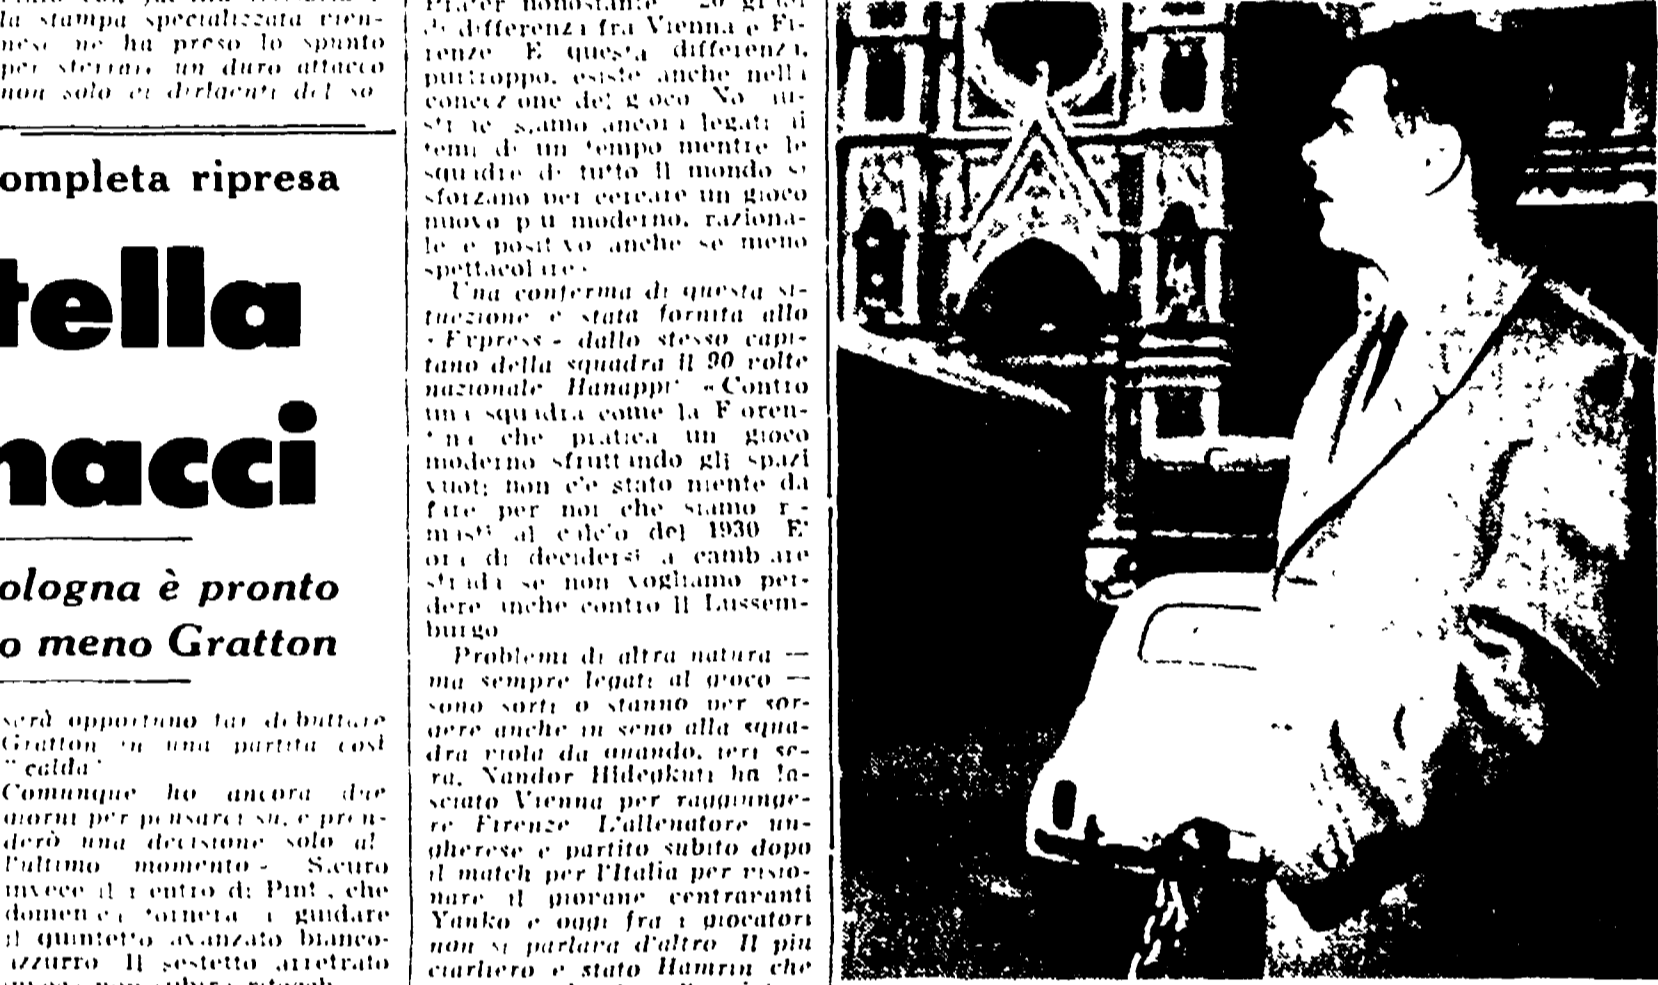 la stampa specializzata vien-
nese ne ha preso lo spunto
per sferrare un duro attacco
non solo ai dirigenti del so
ompleta ripresa
tella
nacci
ologna è pronto
o meno Gratton
sarà opportuno far debuttare
Gratton in una partita così
"calda"
Comunque ho ancora due
giorni per pensarci su, e pren-
derò una decisione solo al-
l'ultimo momento - Sicuro
invece il rientro di Pint, che
domenica tornerà a guidare
il quintetto avanzato bianco-
azzurro Il sestetto arretrato
Prater nonostante 20 gradi
di differenza fra Vienna e Fi-
renze E questa differenza,
purtroppo, esiste anche nella
concezione del gioco Noi au-
striaci siamo ancora legati ai
temi di un tempo mentre le
squadre di tutto il mondo si
sforzano per cercare un gioco
nuovo più moderno, raziona-
le e positivo anche se meno
spettacolare»
Una conferma di questa si-
tuazione è stata fornita allo
- Express - dallo stesso capi-
tano della squadra il 90 volte
nazionale Hanappi «Contro
una squadra come la Fioren-
tina che pratica un gioco
moderno sfruttando gli spazi
vuoti non c'è stato niente da
fare per noi che siamo ri-
masti al calcio del 1930 E'
ora di decidersi a cambiare
strada se non vogliamo per-
dere anche contro il Lussem-
burgo
Problemi di altra natura —
ma sempre legati al gioco —
sono sorti o stanno per sor-
gere anche in seno alla squa-
dra viola da quando, ieri se-
ra, Nandor Hidegkuti ha la-
sciato Vienna per raggiunge-
re Firenze L'allenatore un-
gherese è partito subito dopo
il match per l'Italia per visio-
nare il giovane centravanti
Yanko e oggi fra i giocatori
non si parlava d'altro Il più
ciarliero è stato Hamrin che